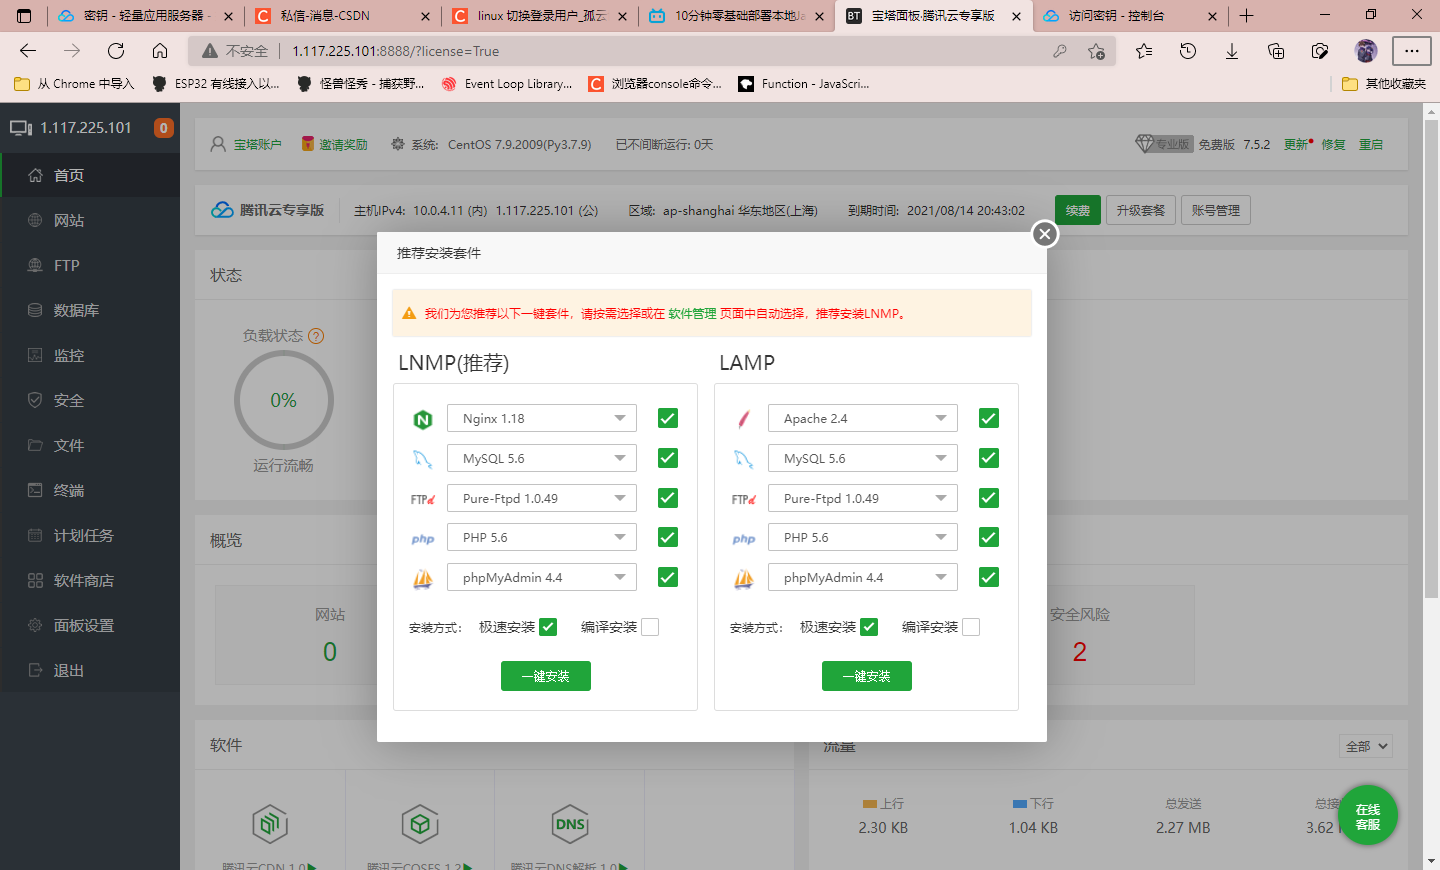 密钥 - 轻量应用服务器 -
私信-消息-CSDN
linux 切换登录用户_孤云
10分钟零基础部署本地Ja
宝塔面板·腾讯云专享版
访问密钥 - 控制台
不安全 1.117.225.101:8888/?license=True
从 Chrome 中导入
ESP32 有线接入以...
怪兽怪秀 - 捕获野...
Event Loop Library...
浏览器console命令...
Function - JavaScri...
其他收藏夹
1.117.225.101 0
首页
网站
FTP
数据库
监控
安全
文件
终端
计划任务
软件商店
面板设置
退出
宝塔账户 邀请奖励 系统: CentOS 7.9.2009(Py3.7.9) 已不间断运行: 0天
专业版 免费版 7.5.2 更新 修复 重启
腾讯云专享版 主机IPv4: 10.0.4.11 (内) 1.117.225.101 (公) 区域: ap-shanghai 华东地区(上海) 到期时间: 2021/08/14 20:43:02 续费 升级套餐 账号管理
状态
负载状态 ?
0%
运行流畅
概览
网站
0
安全风险
2
软件
腾讯云CDN 1.0
腾讯云COSFS 1.2
DNS
腾讯云DNS解析 1.0
流量
全部
上行
2.30 KB
下行
1.04 KB
总发送
2.27 MB
总接
3.62
在线
客服
推荐安装套件
我们为您推荐以下一键套件，请按需选择或在 软件管理 页面中自动选择，推荐安装LNMP。
LNMP(推荐)
Nginx 1.18
MySQL 5.6
FTP Pure-Ftpd 1.0.49
php PHP 5.6
phpMyAdmin 4.4
安装方式： 极速安装 编译安装
一键安装
LAMP
Apache 2.4
MySQL 5.6
FTP Pure-Ftpd 1.0.49
php PHP 5.6
phpMyAdmin 4.4
安装方式： 极速安装 编译安装
一键安装